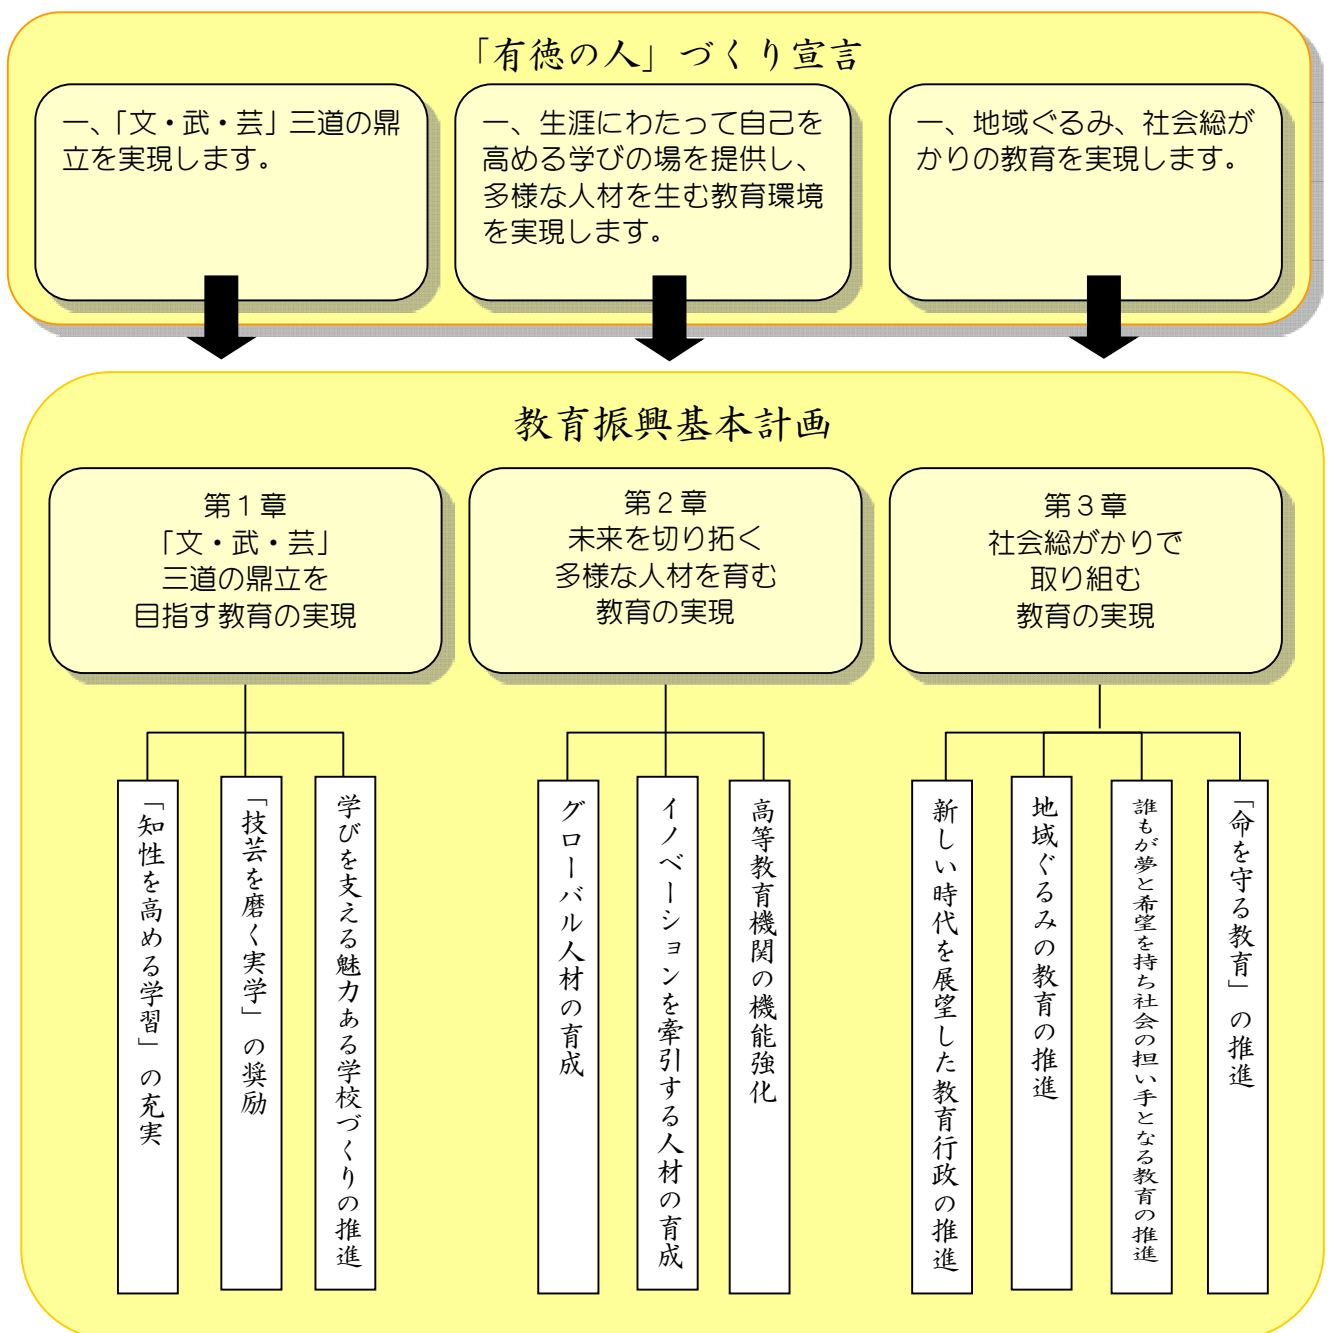 「有徳の人」づくり宣言
一、「文・武・芸」三道の鼎
立を実現します。
一、生涯にわたって自己を
高める学びの場を提供し、
多様な人材を生む教育環境
を実現します。
一、地域ぐるみ、社会総が
かりの教育を実現します。
教育振興基本計画
第1章
「文・武・芸」
三道の鼎立を
目指す教育の実現
第2章
未来を切り拓く
多様な人材を育む
教育の実現
第3章
社会総がかりで
取り組む
教育の実現
「知性を高める学習」の充実
「技芸を磨く実学」の奨励
学びを支える魅力ある学校づくりの推進
グローバル人材の育成
イノベーションを牽引する人材の育成
高等教育機関の機能強化
新しい時代を展望した教育行政の推進
地域ぐるみの教育の推進
誰もが夢と希望を持ち社会の担い手となる教育の推進
「命を守る教育」の推進